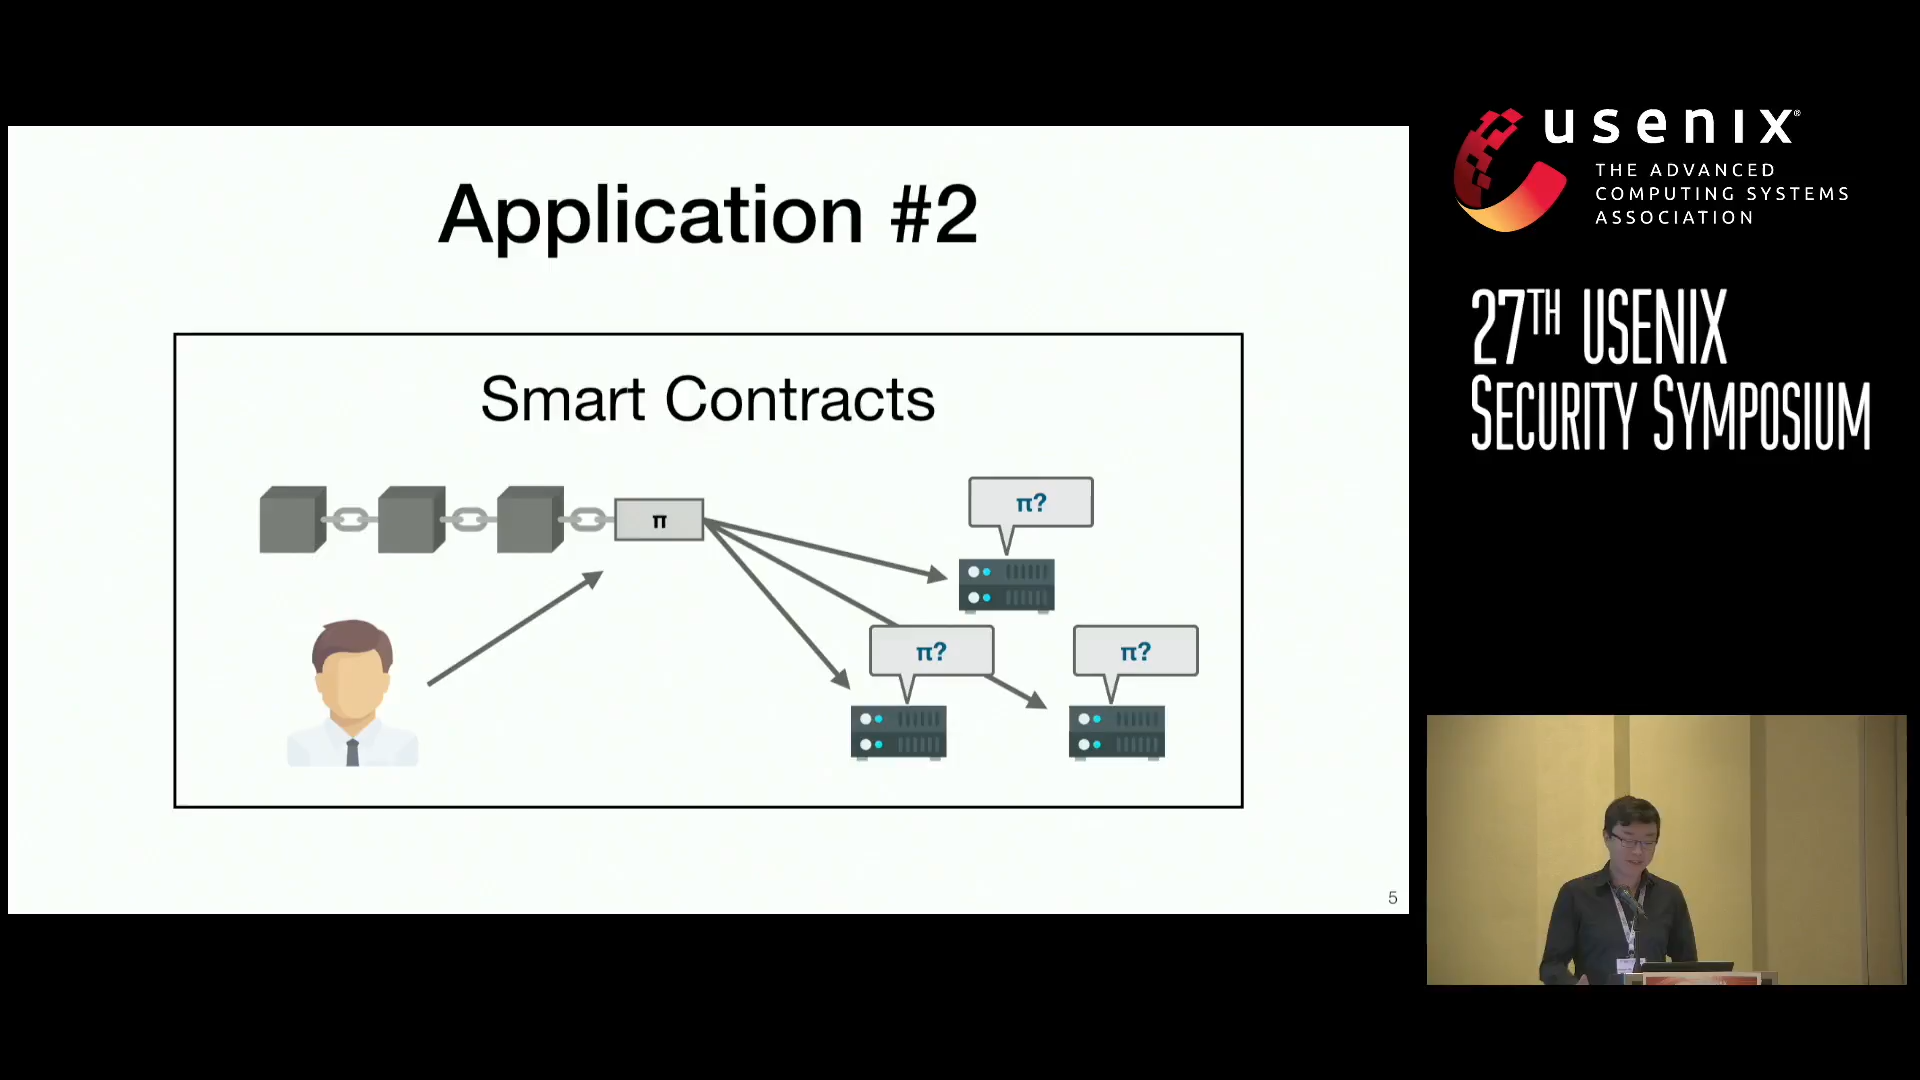 Application #2
Smart Contracts
π
π?
π?
π?
5
usenix®
THE ADVANCED
COMPUTING SYSTEMS
ASSOCIATION
27TH USENIX
SECURITY SYMPOSIUM